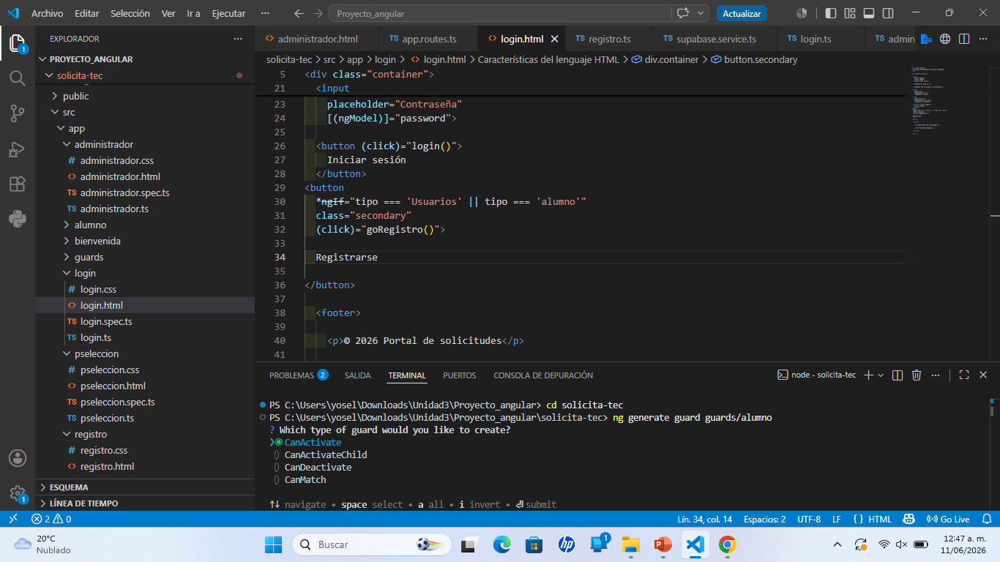 Archivo Editar Selección Ver Ir a Ejecutar ··· Proyecto_angular Actualizar
EXPLORADOR ···
PROYECTO_ANGULAR
solicita-tec
public
src
app
administrador
# administrador.css
<> administrador.html
TS administrador.spec.ts
TS administrador.ts
alumno
bienvenida
guards
login
# login.css
<> login.html
TS login.spec.ts
TS login.ts
pseleccion
# pseleccion.css
<> pseleccion.html
TS pseleccion.spec.ts
TS pseleccion.ts
registro
# registro.css
<> registro.html
ESQUEMA
LÍNEA DE TIEMPO
1
1
<> administrador.html TS app.routes.ts <> login.html TS registro.ts TS supabase.service.ts TS login.ts TS admin
solicita-tec > src > app > login > <> login.html > Características del lenguaje HTML > div.container > button.secondary
5 <div class="container">
21 <input
23 placeholder="Contraseña"
24 [(ngModel)]="password">
25
26 <button (click)="login()">
27 Iniciar sesión
28 </button>
29 <button
30 *ngIf="tipo === 'Usuarios' || tipo === 'alumno'"
31 class="secondary"
32 (click)="goRegistro()">
33
34 Registrarse
35
36 </button>
37
38 <footer>
39
40 <p>© 2026 Portal de solicitudes</p>
41
PROBLEMAS 2 SALIDA TERMINAL PUERTOS CONSOLA DE DEPURACIÓN node - solicita-tec
PS C:\Users\yosel\Downloads\Unidad3\Proyecto_angular> cd solicita-tec
PS C:\Users\yosel\Downloads\Unidad3\Proyecto_angular\solicita-tec> ng generate guard guards/alumno
? Which type of guard would you like to create?
❯◉ CanActivate
() CanActivateChild
() CanDeactivate
() CanMatch
↑↓ navigate • space select • a all • i invert • ⏎ submit
2 0 Lín. 34, col. 14 Espacios: 2 UTF-8 LF { } HTML Go Live
20°C
Nublado
Buscar
hp
1
12:47 a. m.
11/06/2026